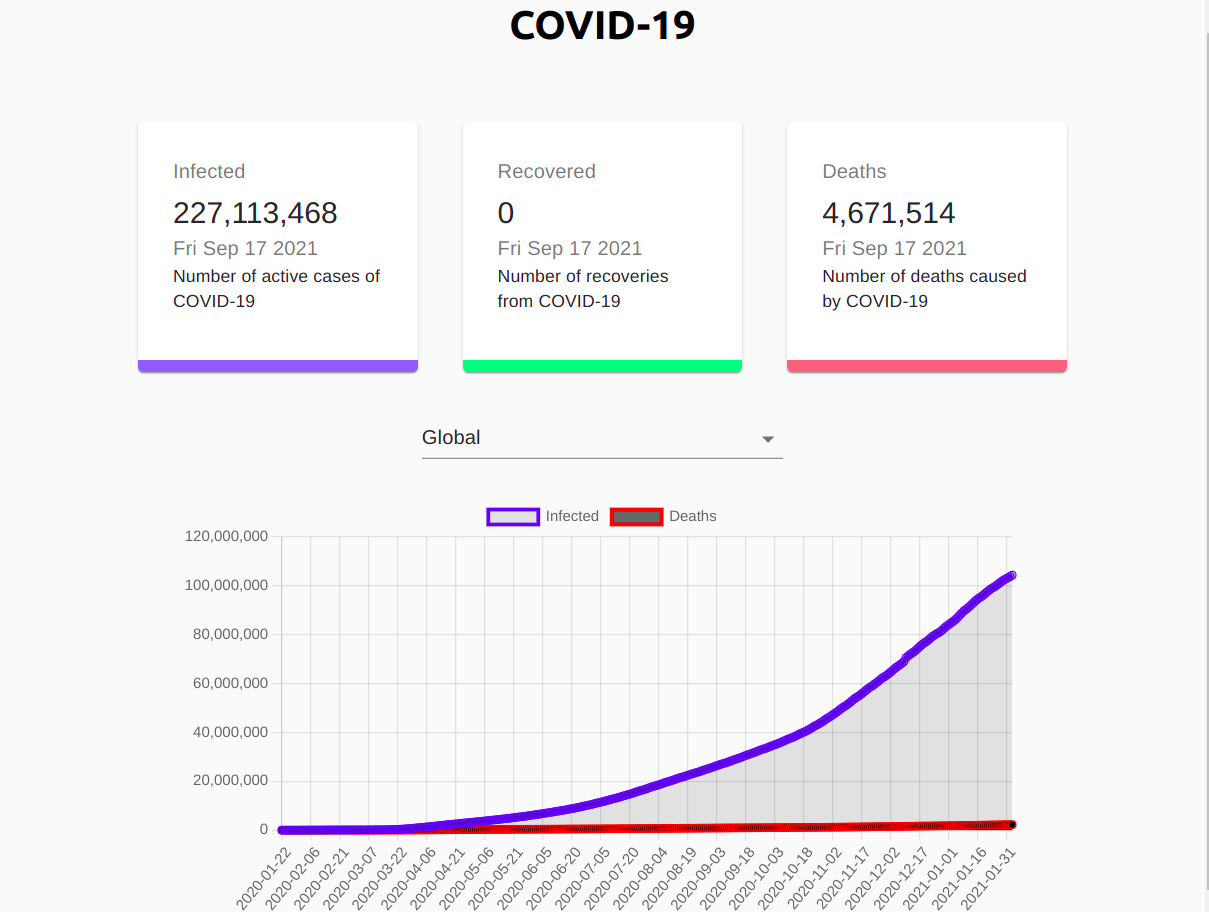 COVID-19
Infected
227,113,468
Fri Sep 17 2021
Number of active cases of
COVID-19
Recovered
0
Fri Sep 17 2021
Number of recoveries
from COVID-19
Deaths
4,671,514
Fri Sep 17 2021
Number of deaths caused
by COVID-19
Global
Infected
Deaths
120,000,000
100,000,000
80,000,000
60,000,000
40,000,000
20,000,000
0
2020-01-22
2020-02-06
2020-02-21
2020-03-07
2020-03-22
2020-04-06
2020-04-21
2020-05-06
2020-05-21
2020-06-05
2020-06-20
2020-07-05
2020-07-20
2020-08-04
2020-08-19
2020-09-03
2020-09-18
2020-10-03
2020-10-18
2020-11-02
2020-11-17
2020-12-02
2020-12-17
2021-01-01
2021-01-16
2021-01-31